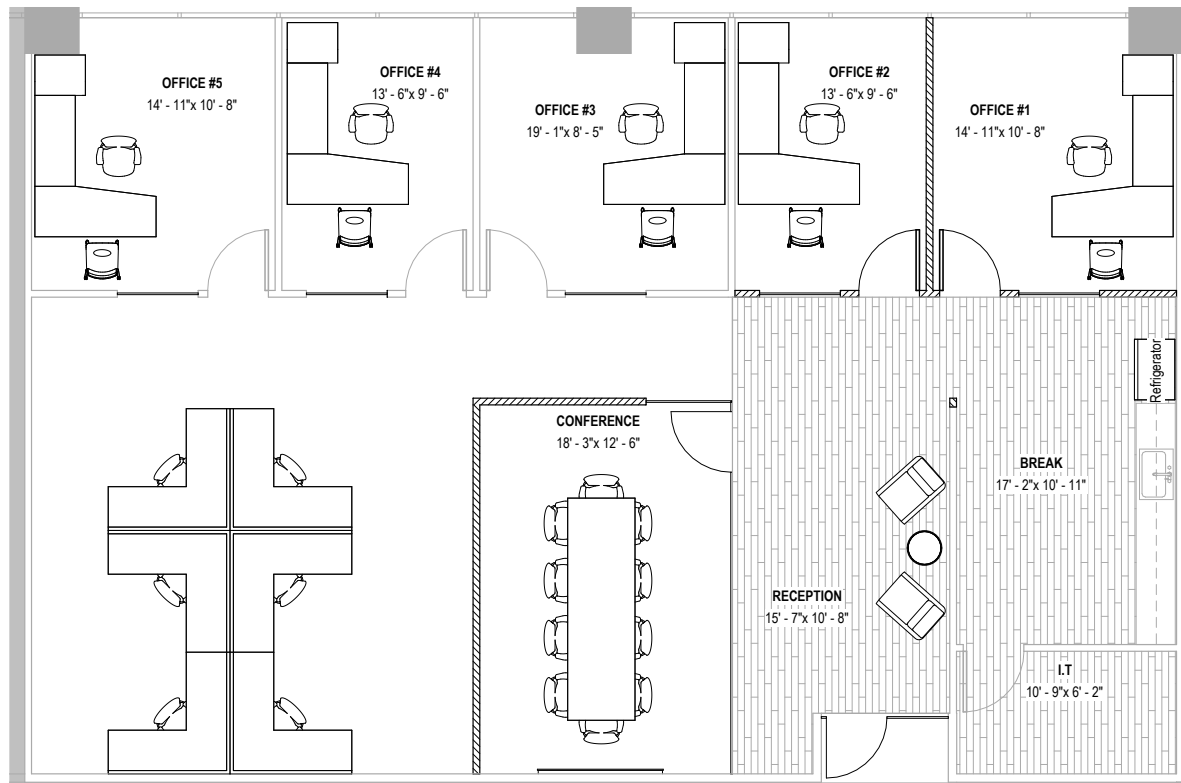 OFFICE #5
14' - 11"x 10' - 8"
OFFICE #4
13' - 6"x 9' - 6"
OFFICE #3
19' - 1"x 8' - 5"
OFFICE #2
13' - 6"x 9' - 6"
OFFICE #1
14' - 11"x 10' - 8"
Refrigerator
CONFERENCE
18' - 3"x 12' - 6"
BREAK
17' - 2"x 10' - 11"
RECEPTION
15' - 7"x 10' - 8"
I.T
10' - 9"x 6' - 2"